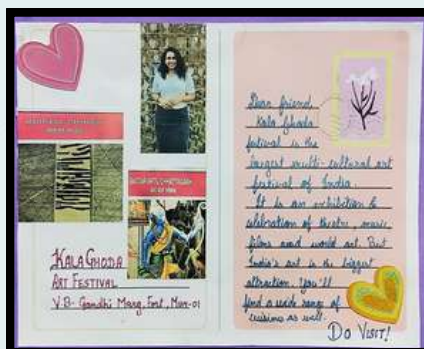 KALA GHODA
ART FESTIVAL
V.B. Gandhi Marg, Fort, Mum-01
Dear friend
Kala Ghoda
festival is the
largest multi-cultural art
festival of India.
It is an exhibition &
celebration of theatre, music
films and world art. But
India's art is the biggest
attraction. You'll
find a wide range of
cuisines as well.
DO VISIT!